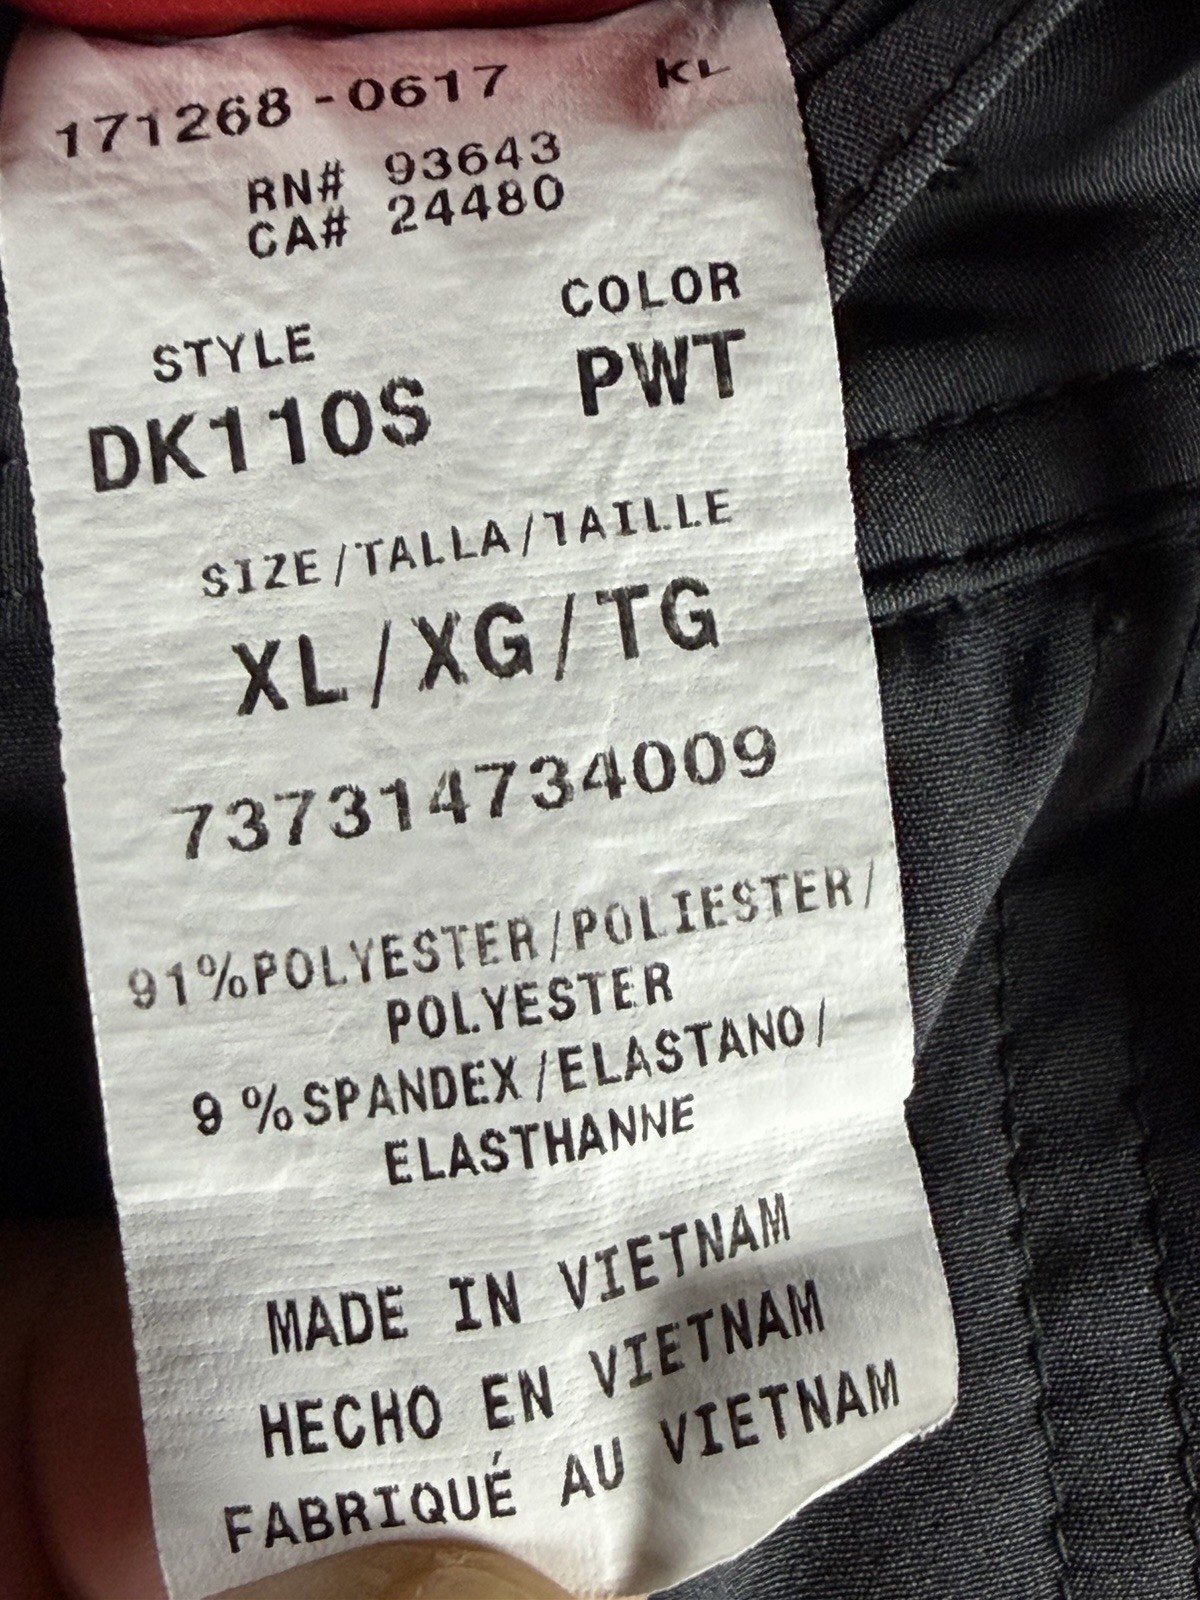 171268-0617 KL
RN# 93643
CA# 24480
STYLE COLOR
DK110S PWT
SIZE/TALLA/TAILLE
XL/XG/TG
737314734009
91%POLYESTER/POLIESTER/
POLYESTER
9%SPANDEX/ELASTANO/
ELASTHANNE
MADE IN VIETNAM
HECHO EN VIETNAM
FABRIQUÉ AU VIETNAM